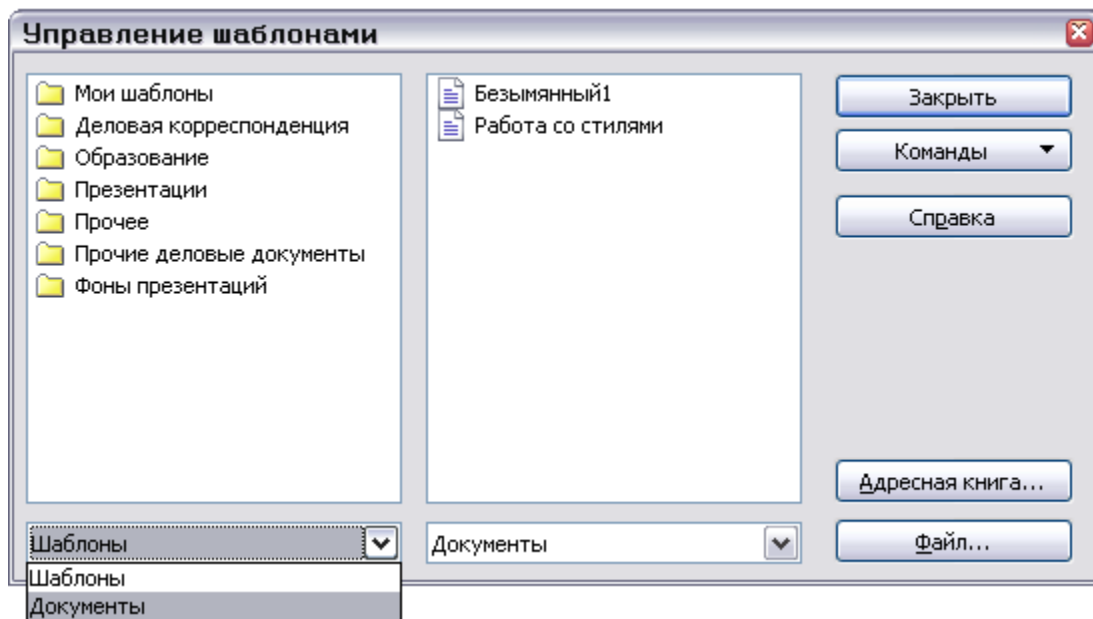 Управление шаблонами
Мои шаблоны
Деловая корреспонденция
Образование
Презентации
Прочее
Прочие деловые документы
Фоны презентаций
Безымянный1
Работа со стилями
Закрыть
Команды
Справка
Адресная книга...
Файл...
Шаблоны
Документы
Шаблоны
Документы